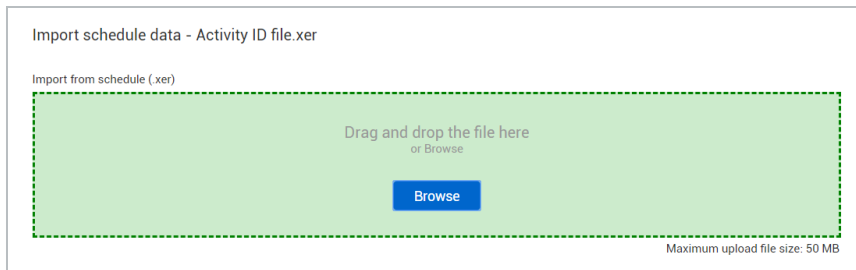 Import schedule data - Activity ID file.xer
Import from schedule (.xer)
Drag and drop the file here
or Browse
Browse
Maximum upload file size: 50 MB